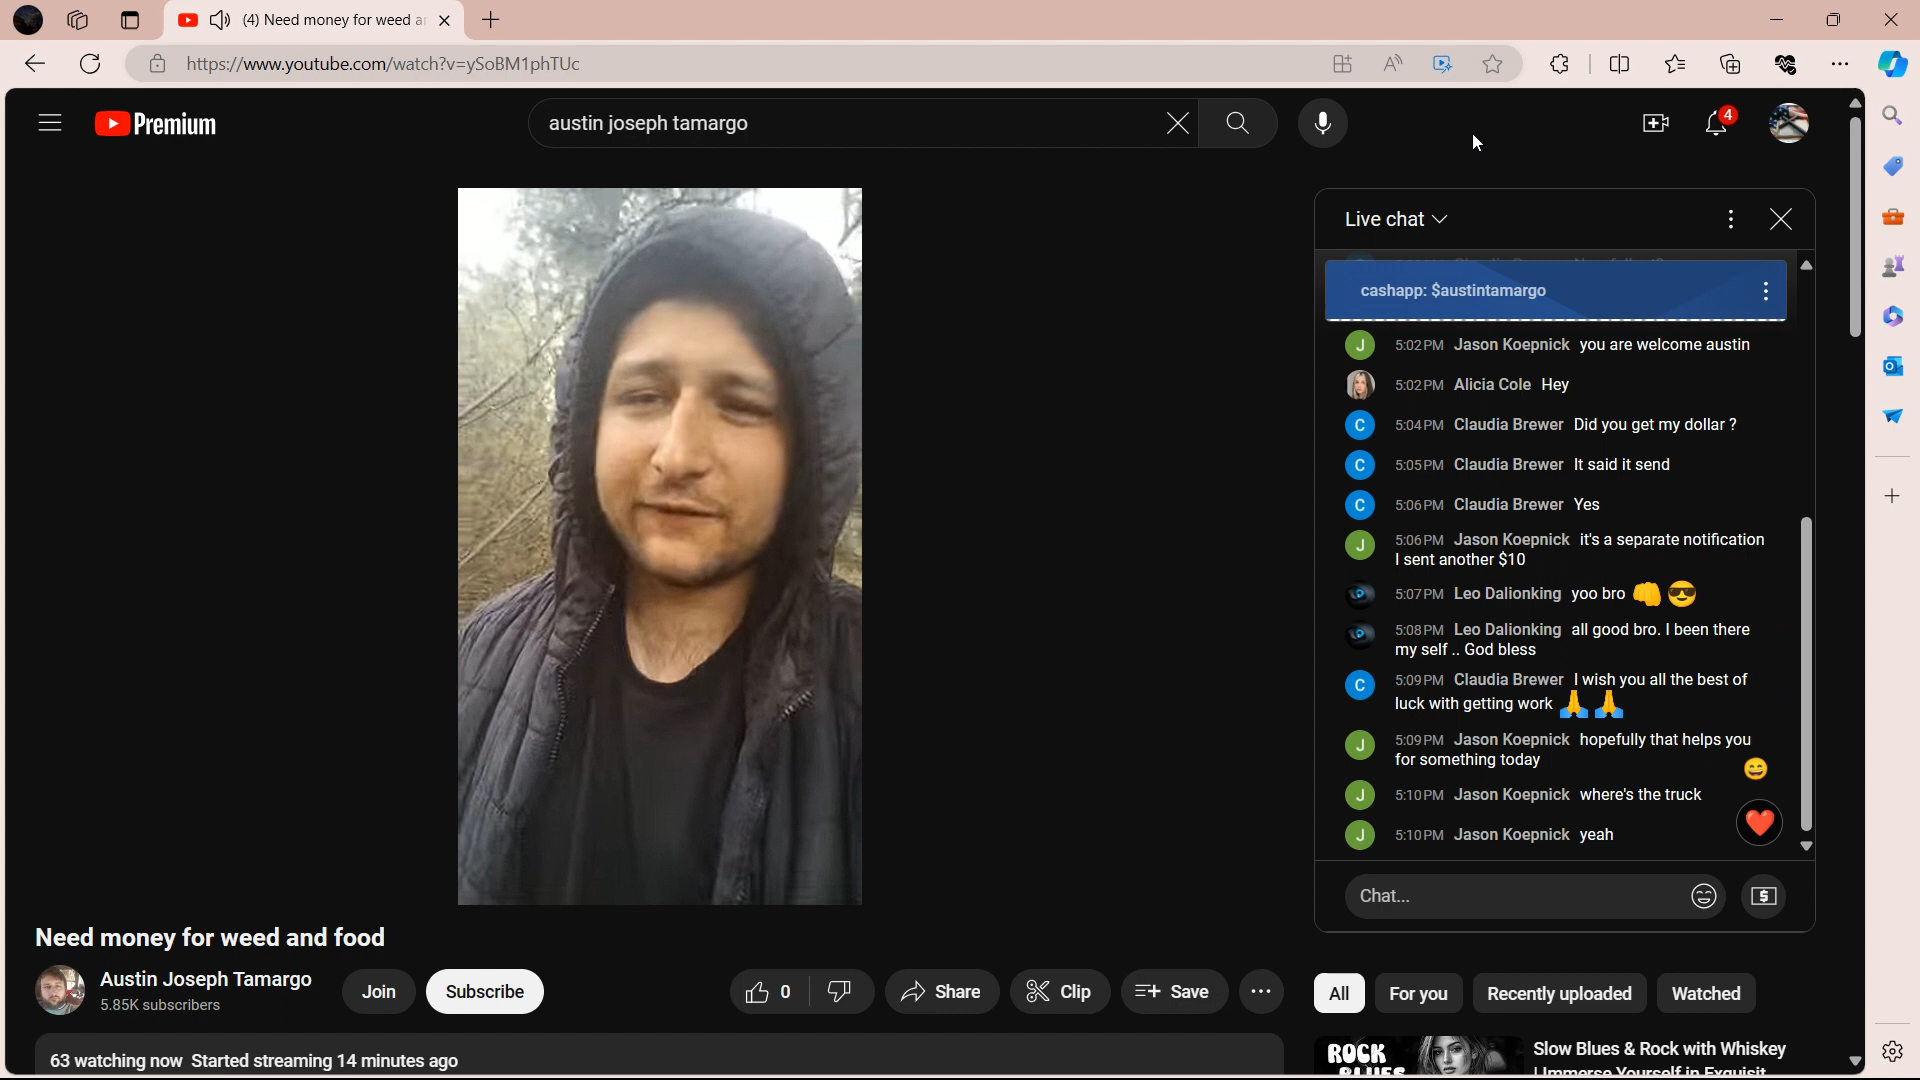 (4) Need money for weed a
https://www.youtube.com/watch?v=ySoBM1phTUc
Premium
austin joseph tamargo
4
Live chat
cashapp: $austintamargo
J 5:02PM Jason Koepnick you are welcome austin
5:02PM Alicia Cole Hey
C 5:04PM Claudia Brewer Did you get my dollar ?
C 5:05PM Claudia Brewer It said it send
C 5:06PM Claudia Brewer Yes
J 5:06PM Jason Koepnick it's a separate notification
I sent another $10
5:07PM Leo Dalionking yoo bro 👊 😎
5:08PM Leo Dalionking all good bro. I been there
my self .. God bless
C 5:09PM Claudia Brewer I wish you all the best of
luck with getting work 🙏 🙏
J 5:09PM Jason Koepnick hopefully that helps you
for something today
J 5:10PM Jason Koepnick where's the truck
J 5:10PM Jason Koepnick yeah
Chat...
Need money for weed and food
Austin Joseph Tamargo
5.85K subscribers
Join
Subscribe
0
Share
Clip
Save
All
For you
Recently uploaded
Watched
63 watching now Started streaming 14 minutes ago
ROCK
BLUES
Slow Blues & Rock with Whiskey
| Immerse Yourself in Exquisit